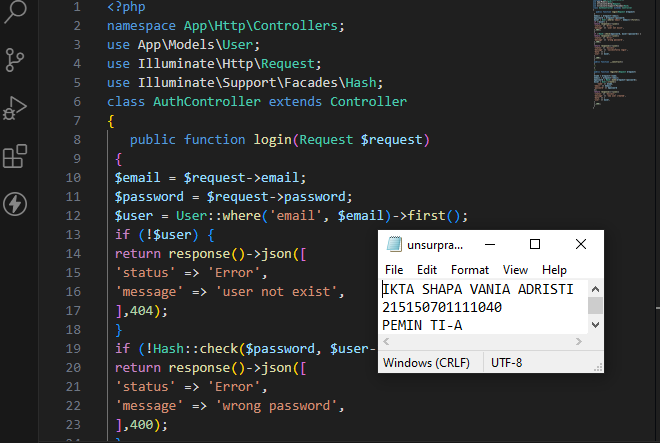 1 <?php
2 namespace App\Http\Controllers;
3 use App\Models\User;
4 use Illuminate\Http\Request;
5 use Illuminate\Support\Facades\Hash;
6 class AuthController extends Controller
7 {
8 public function login(Request $request)
9 {
10 $email = $request->email;
11 $password = $request->password;
12 $user = User::where('email', $email)->first();
13 if (!$user) {
14 return response()->json([
15 'status' => 'Error',
16 'message' => 'user not exist',
17 ],404);
18 }
19 if (!Hash::check($password, $user-
20 return response()->json([
21 'status' => 'Error',
22 'message' => 'wrong password',
23 ],400);
24 }
unsurpra...
File Edit Format View Help
IKTA SHAPA VANIA ADRISTI
215150701111040
PEMIN TI-A
Windows (CRLF) UTF-8